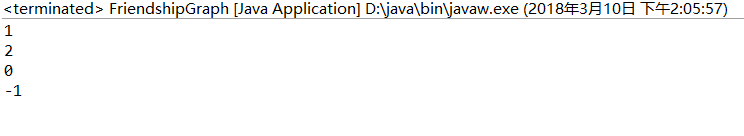 <terminated> FriendshipGraph [Java Application] D:\java\bin\javaw.exe (2018年3月10日 下午2:05:57)
1
2
0
-1